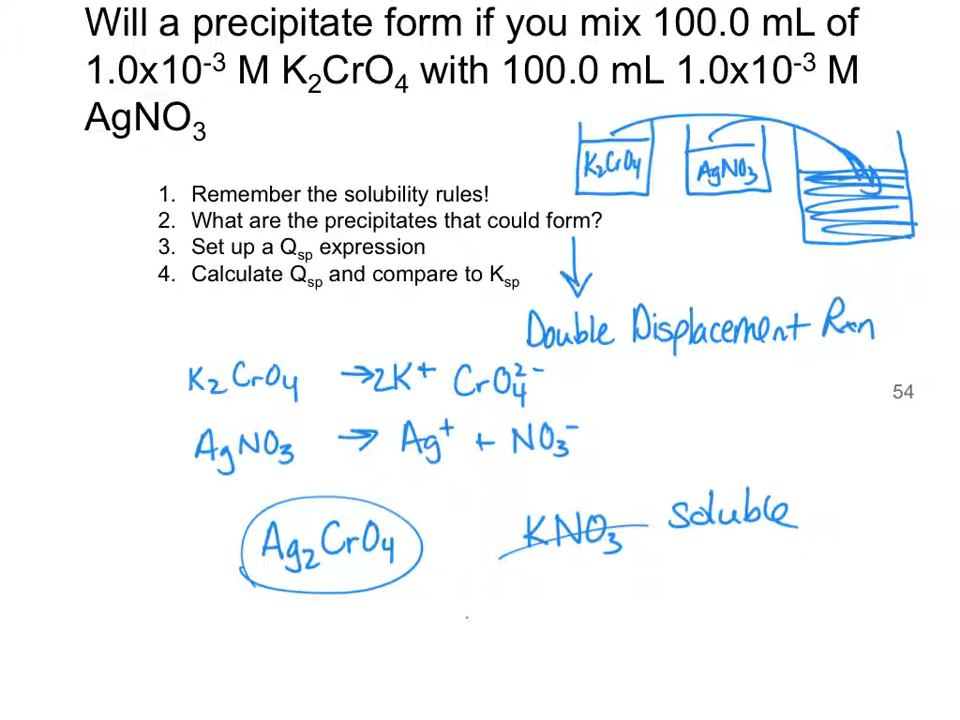 Will a precipitate form if you mix 100.0 mL of
1.0x10⁻³ M K₂CrO₄ with 100.0 mL 1.0x10⁻³ M
AgNO₃
K₂CrO₄ AgNO₃
1. Remember the solubility rules!
2. What are the precipitates that could form?
3. Set up a Qsp expression
4. Calculate Qsp and compare to Ksp
Double Displacement Rxn
K₂CrO₄ → 2K⁺ CrO₄²⁻
54
AgNO₃ → Ag⁺ + NO₃⁻
Ag₂CrO₄ KNO₃ soluble